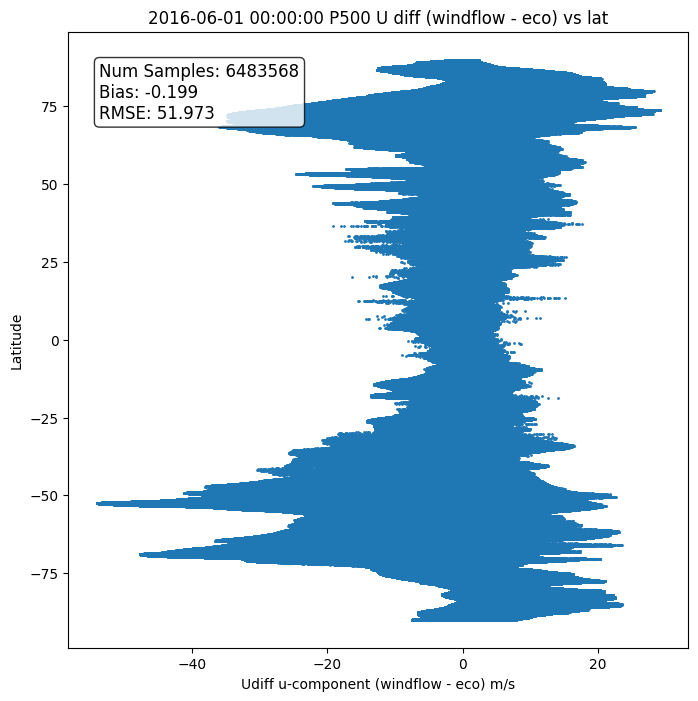 2016-06-01 00:00:00 P500 U diff (windflow - eco) vs lat
Num Samples: 6483568
Bias: -0.199
RMSE: 51.973
75
50
25
0
−25
−50
−75
Latitude
−40
−20
0
20
Udiff u-component (windflow - eco) m/s